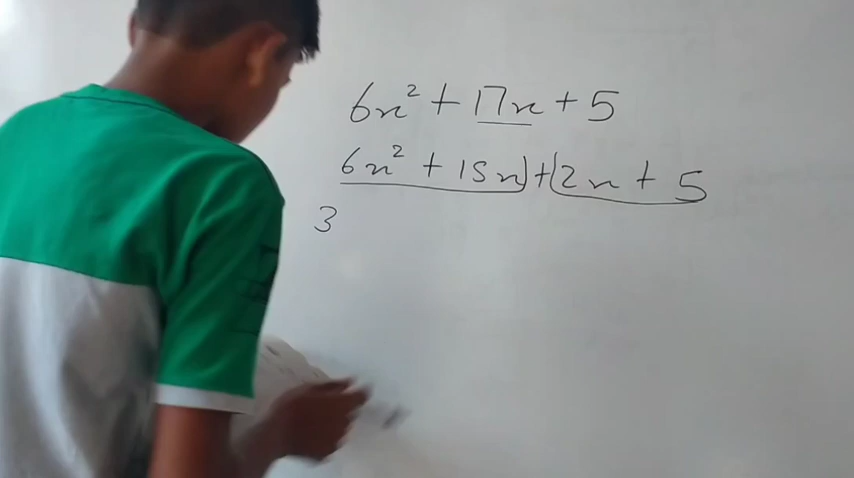 6x² + 17x + 5
6x² + 15x) + (2x + 5
3